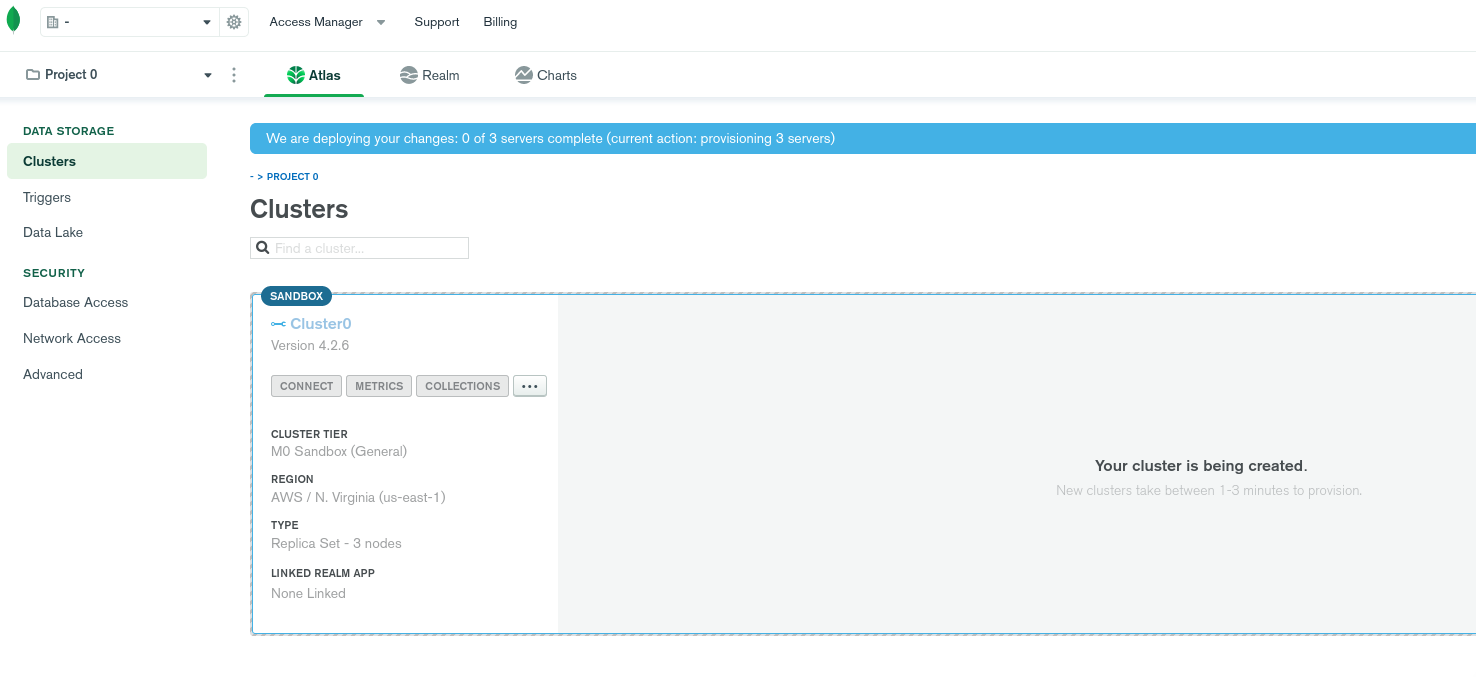 - Access Manager Support Billing
Project 0 Atlas Realm Charts
DATA STORAGE
Clusters
Triggers
Data Lake
SECURITY
Database Access
Network Access
Advanced
We are deploying your changes: 0 of 3 servers complete (current action: provisioning 3 servers)
- > PROJECT 0
Clusters
Find a cluster...
SANDBOX
Cluster0
Version 4.2.6
CONNECT METRICS COLLECTIONS ...
CLUSTER TIER
M0 Sandbox (General)
REGION
AWS / N. Virginia (us-east-1)
TYPE
Replica Set - 3 nodes
LINKED REALM APP
None Linked
Your cluster is being created.
New clusters take between 1-3 minutes to provision.